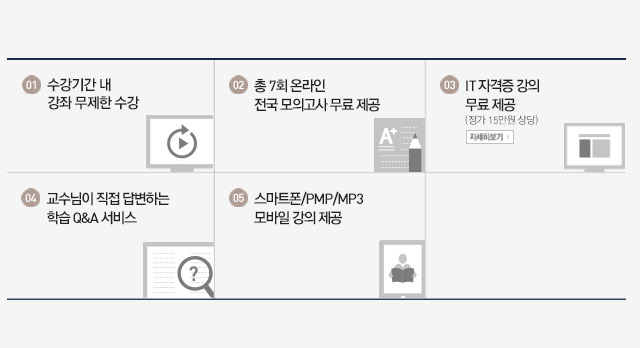 01 수강기간 내
강좌 무제한 수강
02 총 7회 온라인
전국 모의고사 무료 제공
A+
03 IT 자격증 강의
무료 제공
(정가 15만원 상당)
자세히보기 >
04 교수님이 직접 답변하는
학습 Q&A 서비스
?
05 스마트폰/PMP/MP3
모바일 강의 제공